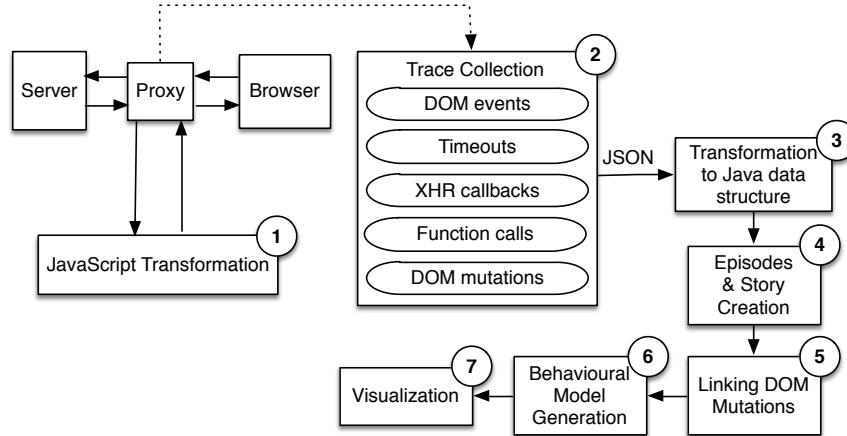 Server
Proxy
Browser
1
JavaScript Transformation
2
Trace Collection
DOM events
Timeouts
XHR callbacks
Function calls
DOM mutations
JSON
3
Transformation
to Java data
structure
4
Episodes
& Story
Creation
5
Linking DOM
Mutations
6
Behavioural
Model
Generation
7
Visualization